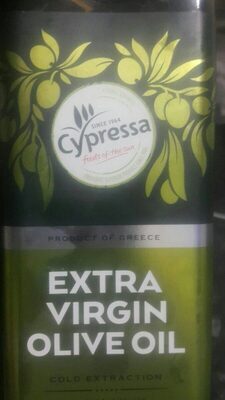 SINCE 1964
Cypressa
fruits of the sun
PRODUCT OF GREECE
EXTRA
VIRGIN
OLIVE OIL
COLD EXTRACTION